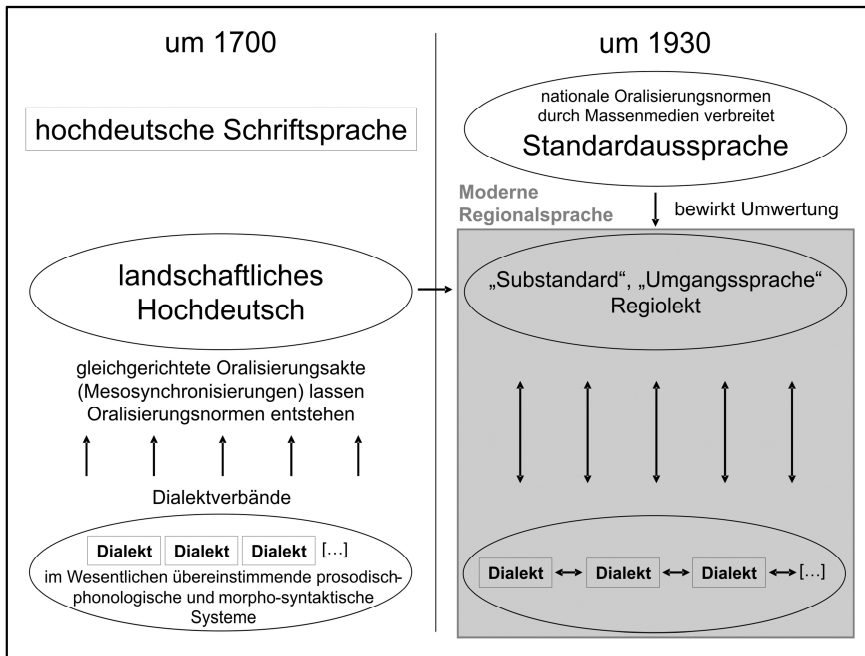 um 1700
hochdeutsche Schriftsprache
landschaftliches
Hochdeutsch
gleichgerichtete Oralisierungsakte
(Mesosynchronisierungen) lassen
Oralisierungsnormen entstehen
Dialektverbände
Dialekt Dialekt Dialekt [...]
im Wesentlichen übereinstimmende prosodisch-
phonologische und morpho-syntaktische
Systeme
um 1930
nationale Oralisierungsnormen
durch Massenmedien verbreitet
Standardaussprache
Moderne
Regionalsprache
bewirkt Umwertung
„Substandard“, „Umgangssprache“
Regiolekt
Dialekt Dialekt Dialekt [...]